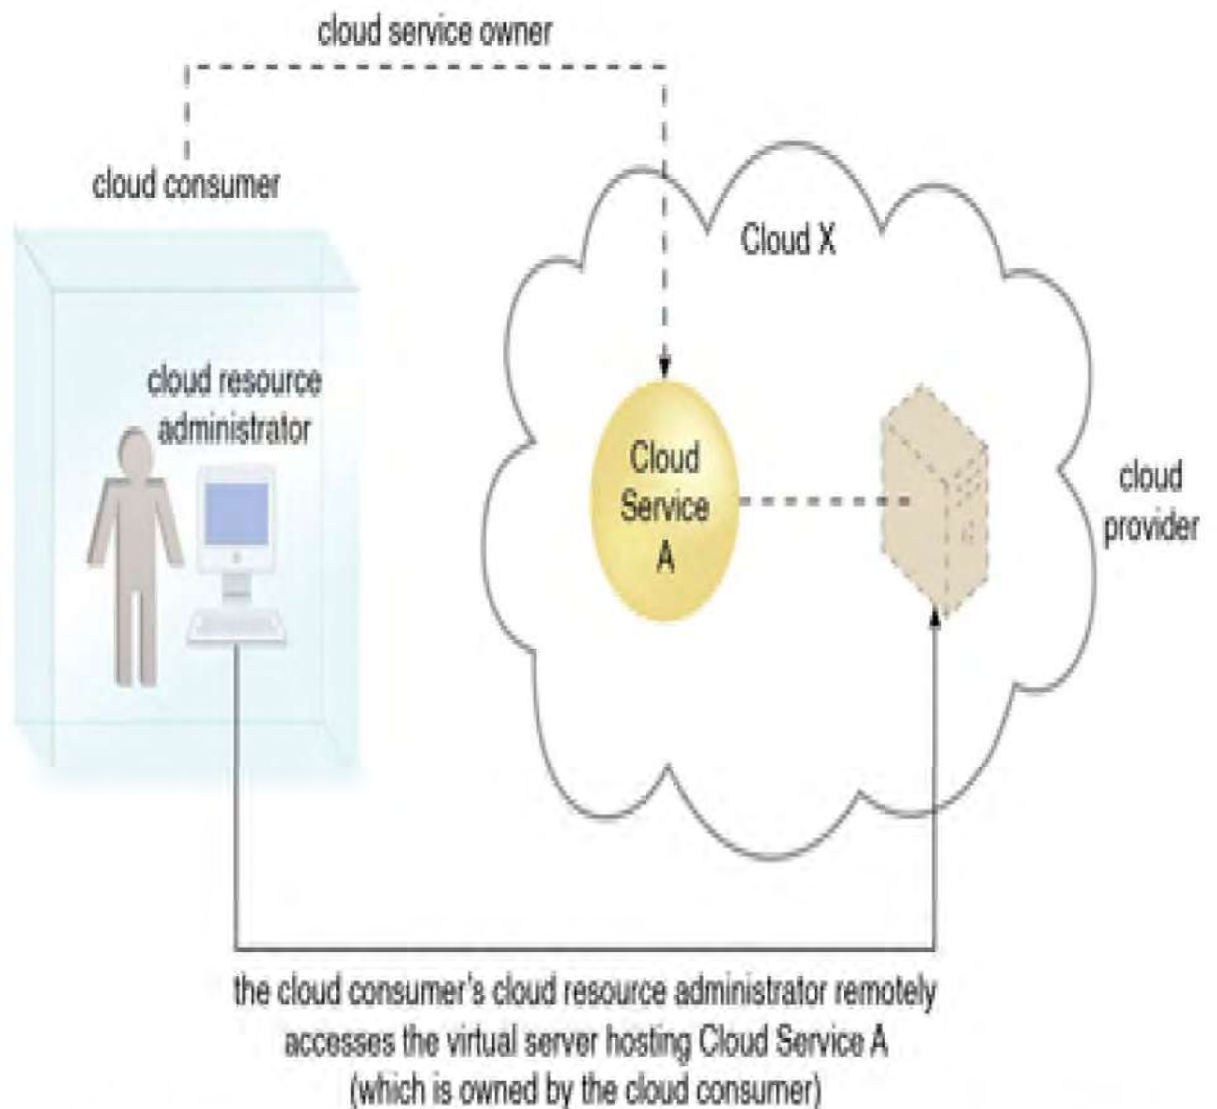 cloud service owner
cloud consumer
Cloud X
cloud resource
administrator
Cloud
Service
A
cloud
provider
the cloud consumer's cloud resource administrator remotely
accesses the virtual server hosting Cloud Service A
(which is owned by the cloud consumer)